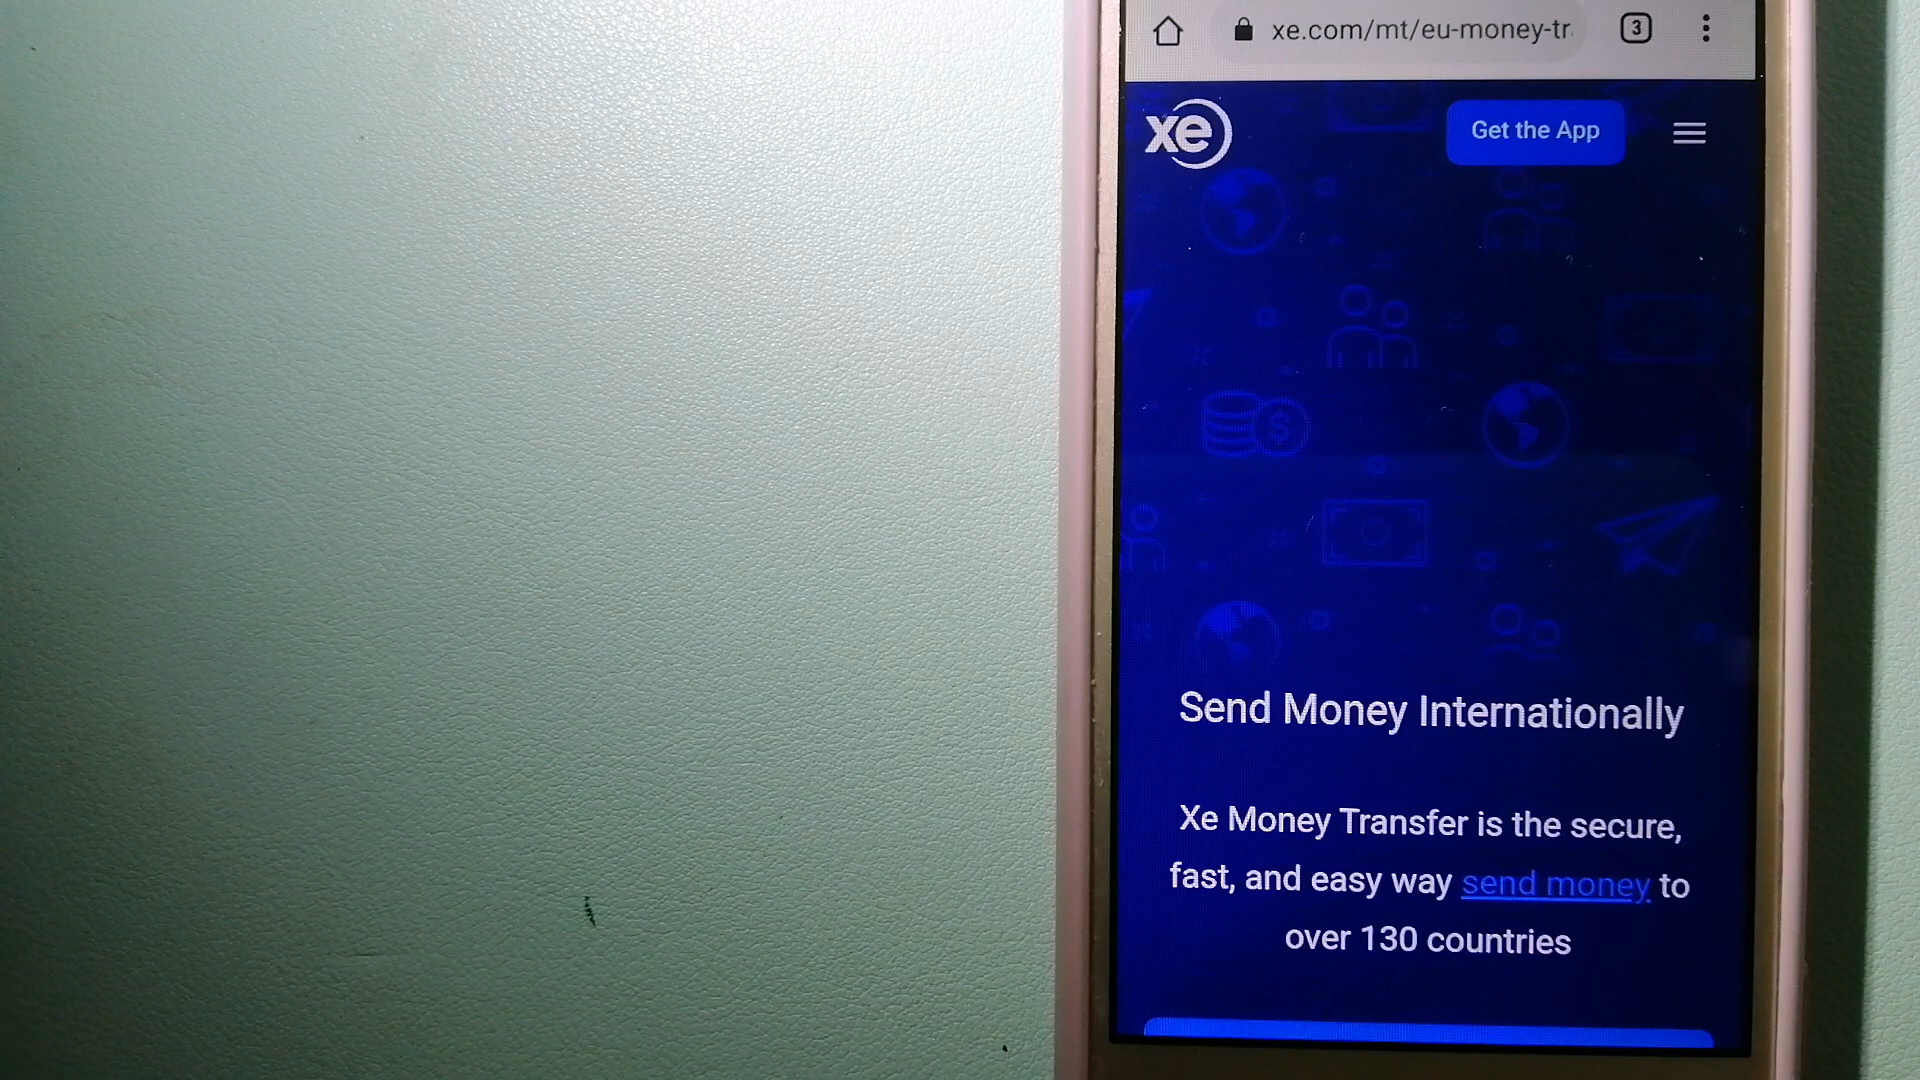 xe.com/mt/eu-money-tr
3
xe
Get the App
Send Money Internationally
Xe Money Transfer is the secure,
fast, and easy way send money to
over 130 countries